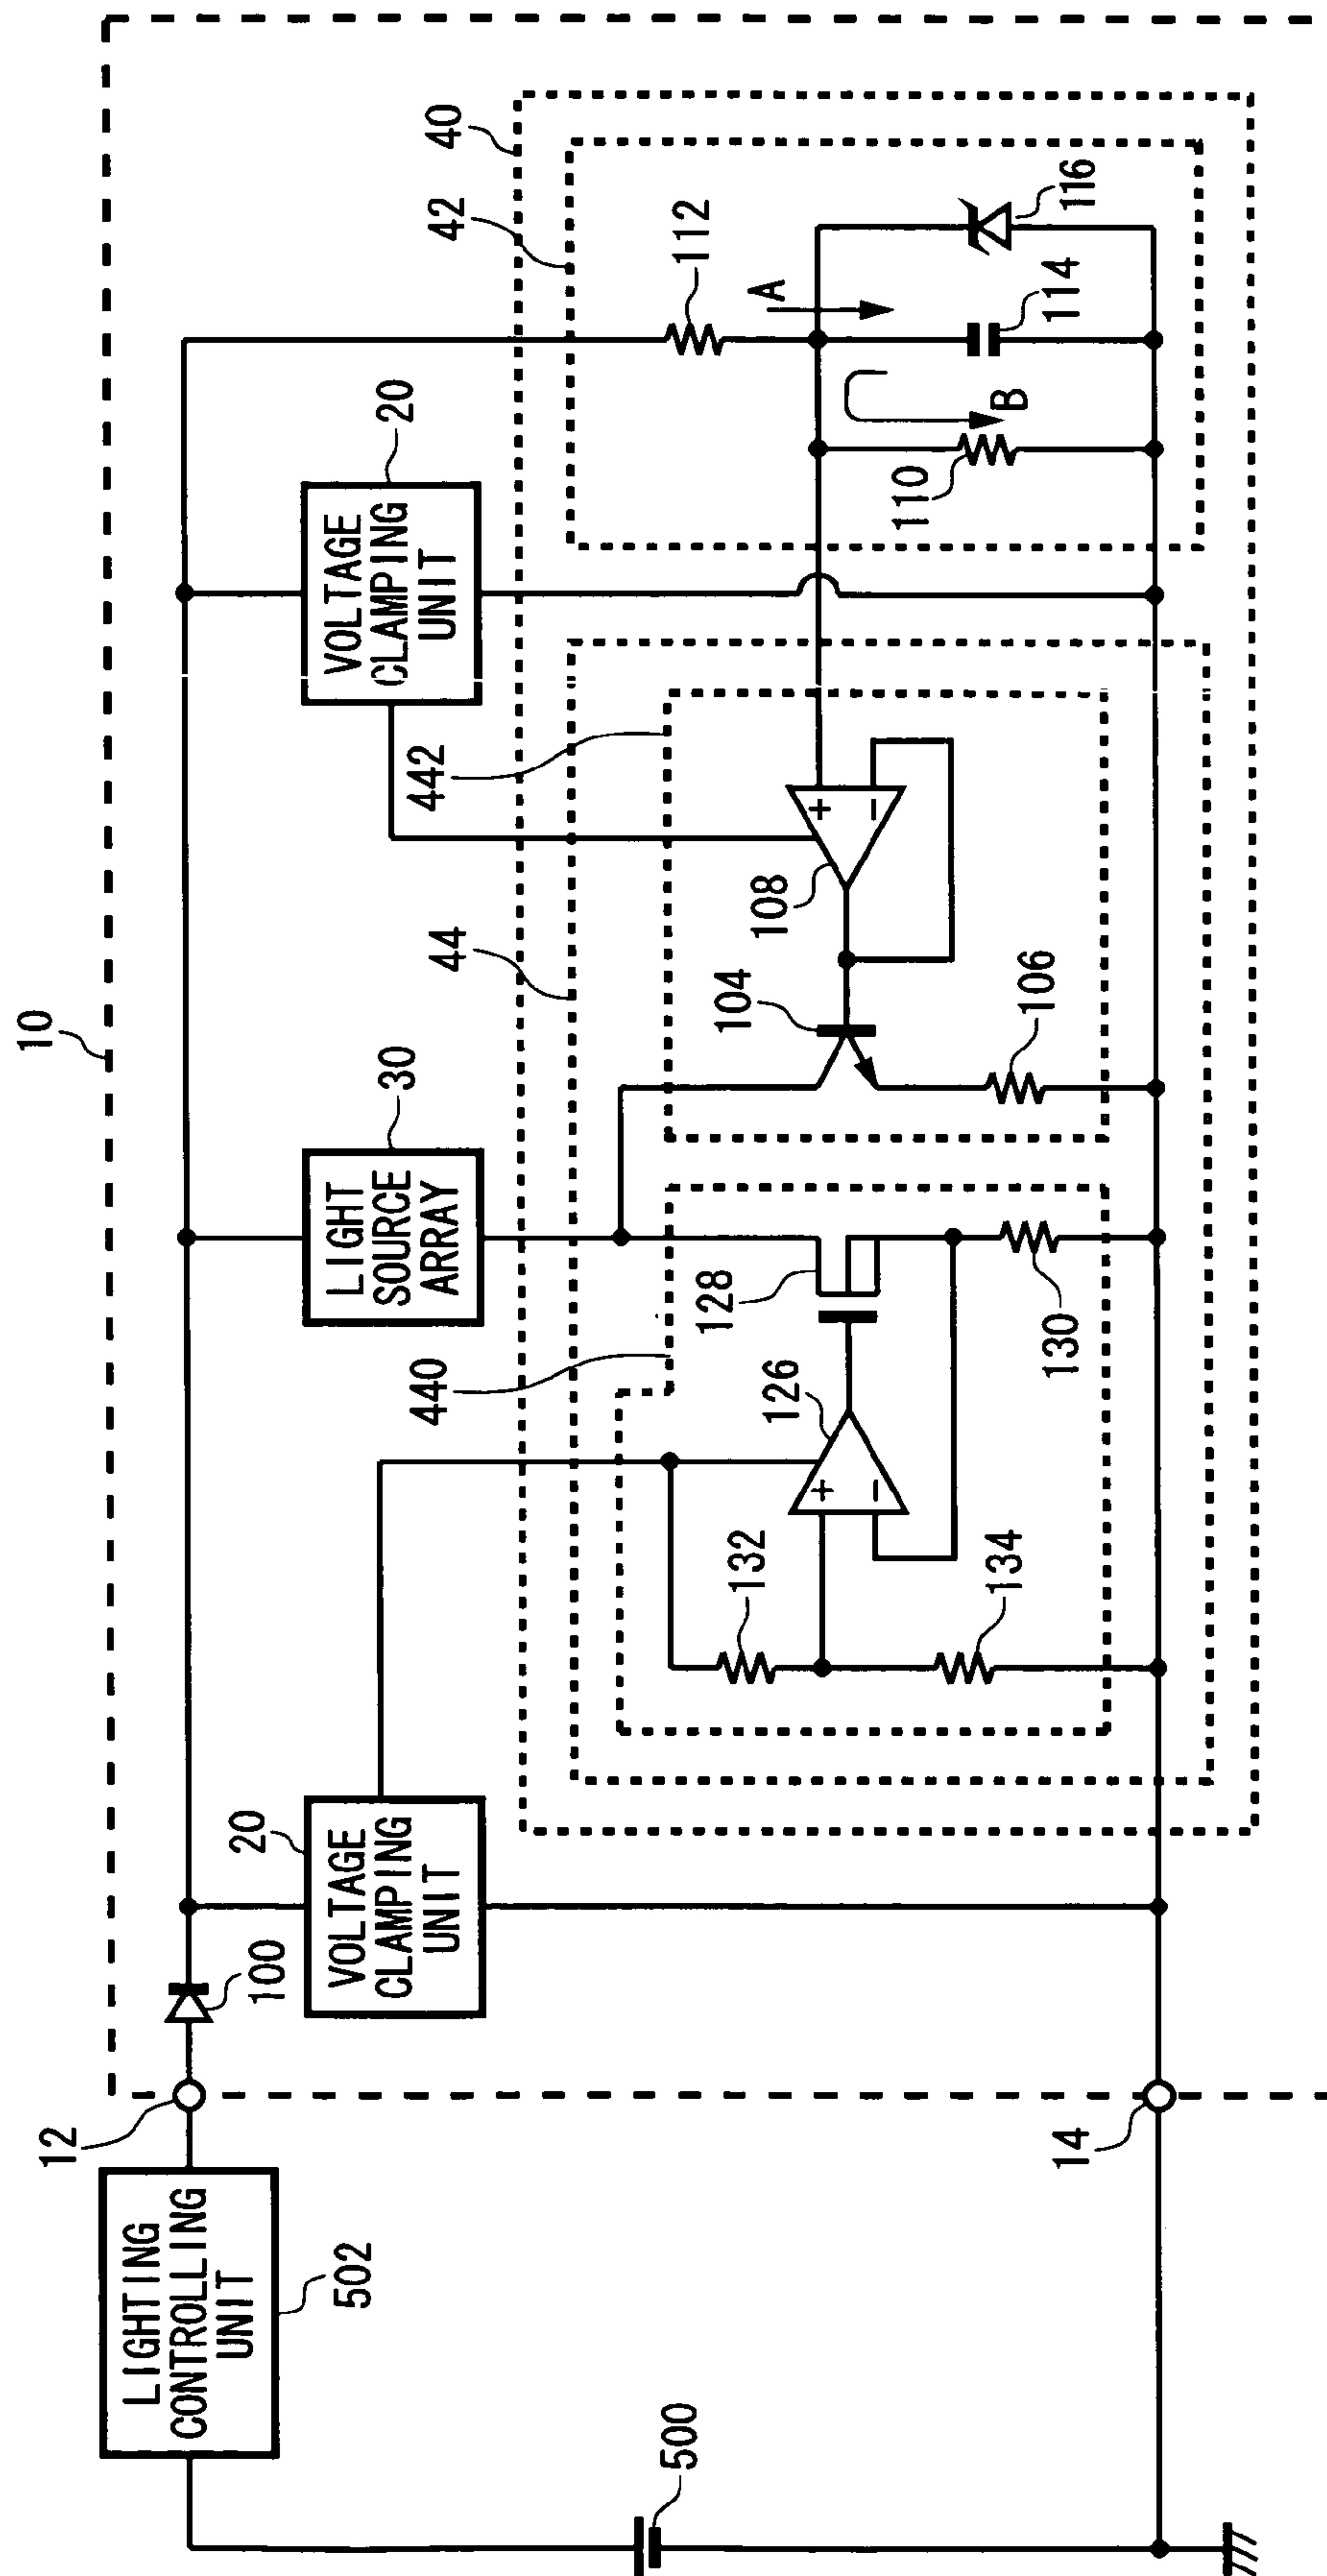 10
LIGHTING
CONTROLLING
UNIT
502
500
12
14
100
20
VOLTAGE
CLAMPING
UNIT
30
LIGHT
SOURCE
ARRAY
20
VOLTAGE
CLAMPING
UNIT
40
42
44
440
442
132
134
126
+
−
128
130
104
106
108
+
−
112
A
B
110
114
116